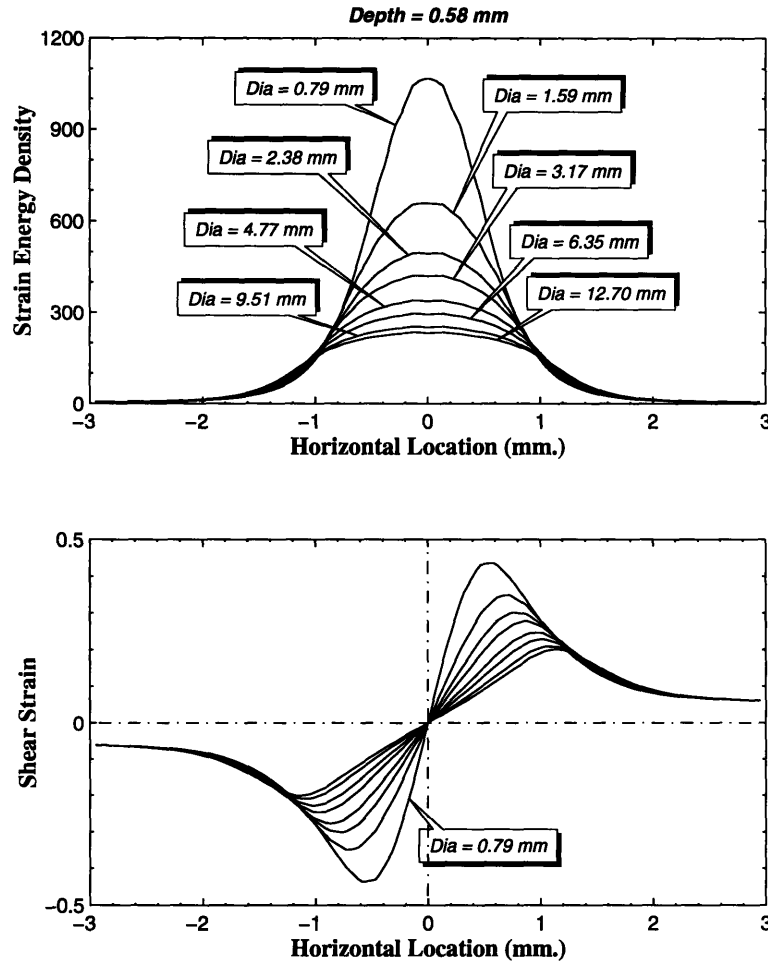 Depth = 0.58 mm
1200
900
600
300
0
Strain Energy Density
Dia = 0.79 mm
Dia = 1.59 mm
Dia = 2.38 mm
Dia = 3.17 mm
Dia = 4.77 mm
Dia = 6.35 mm
Dia = 9.51 mm
Dia = 12.70 mm
−3 −2 −1 0 1 2 3
Horizontal Location (mm.)
0.5
0
-0.5
Shear Strain
Dia = 0.79 mm
−3 −2 −1 0 1 2 3
Horizontal Location (mm.)